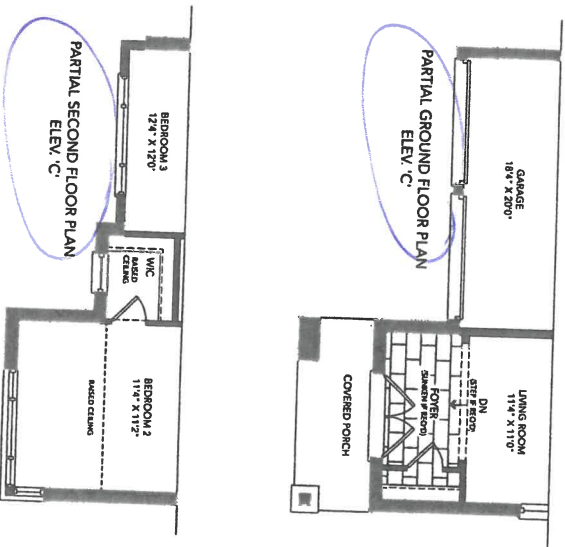 GARAGE
18'4" X 20'0"
PARTIAL GROUND FLOOR PLAN
ELEV. 'C'
LIVING ROOM
11'4" X 11'0"
DN
(STEP IF REQ'D)
FOYER
(SUNKEN IF REQ'D)
COVERED PORCH
BEDROOM 3
12'4" X 12'0"
PARTIAL SECOND FLOOR PLAN
ELEV. 'C'
WIC
RAISED
CEILING
BEDROOM 2
11'4" X 11'2"
RAISED CEILING